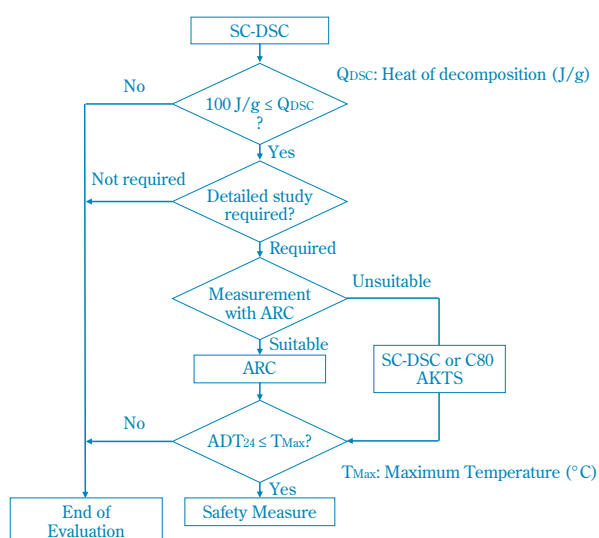 SC-DSC
QDSC: Heat of decomposition (J/g)
No
100 J/g ≤ QDSC
?
Yes
Not required
Detailed study
required?
Required
Unsuitable
Measurement
with ARC
Suitable
ARC
SC-DSC or C80
AKTS
No
ADT24 ≤ TMax?
TMax: Maximum Temperature (°C)
Yes
End of
Evaluation
Safety Measure